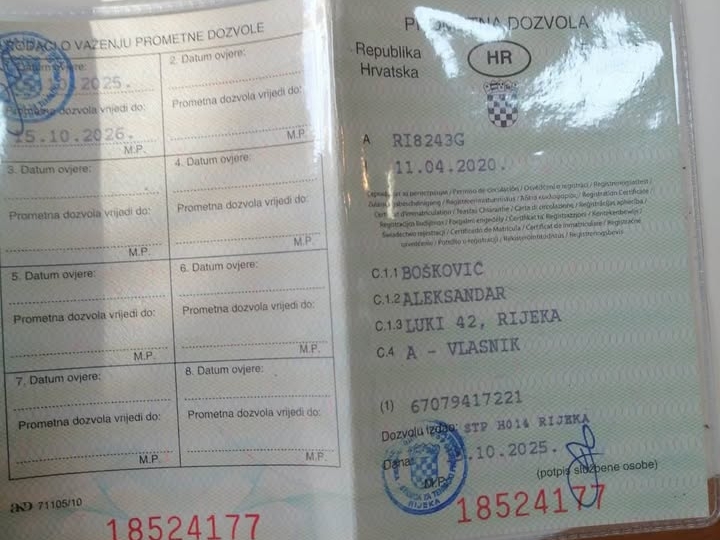 PODACI O VAŽENJU PROMETNE DOZVOLE
Datum ovjere:
2025.
Prometna dozvola vrijedi do:
15.10.2026.
M.P.
2. Datum ovjere:
Prometna dozvola vrijedi do:
M.P.
3. Datum ovjere:
Prometna dozvola vrijedi do:
M.P.
4. Datum ovjere:
Prometna dozvola vrijedi do:
M.P.
5. Datum ovjere:
Prometna dozvola vrijedi do:
M.P.
6. Datum ovjere:
Prometna dozvola vrijedi do:
M.P.
7. Datum ovjere:
Prometna dozvola vrijedi do:
M.P.
8. Datum ovjere:
Prometna dozvola vrijedi do:
M.P.
71105/10
18524177
PROMETNA DOZVOLA
Republika
Hrvatska
HR
A RI8243G
11.04.2020.
C.1.1 BOŠKOVIĆ
C.1.2 ALEKSANDAR
C.1.3 LUKI 42, RIJEKA
C.4 A - VLASNIK
(1) 67079417221
Dozvolu izdao: STP H014 RIJEKA
Dana: .10.2025.
M.P.
(potpis službene osobe)
RIJEKA
18524177